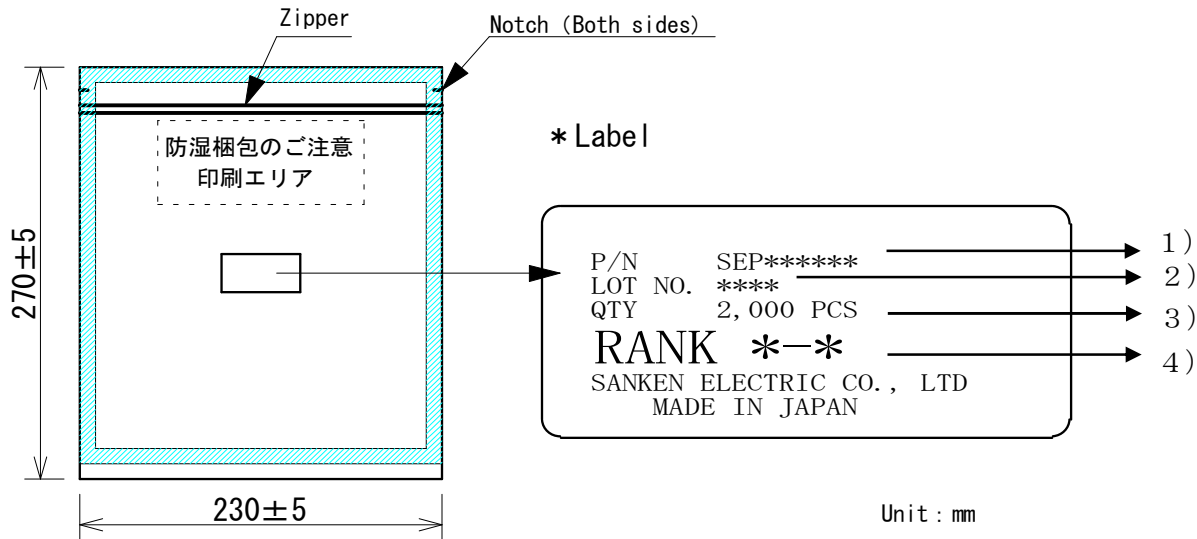 Zipper
Notch (Both sides)
防湿梱包のご注意
印刷エリア
270±5
230±5
*Label
P/N SEP******
LOT NO. ****
QTY 2,000 PCS
RANK *−*
SANKEN ELECTRIC CO., LTD
MADE IN JAPAN
1)
2)
3)
4)
Unit : mm